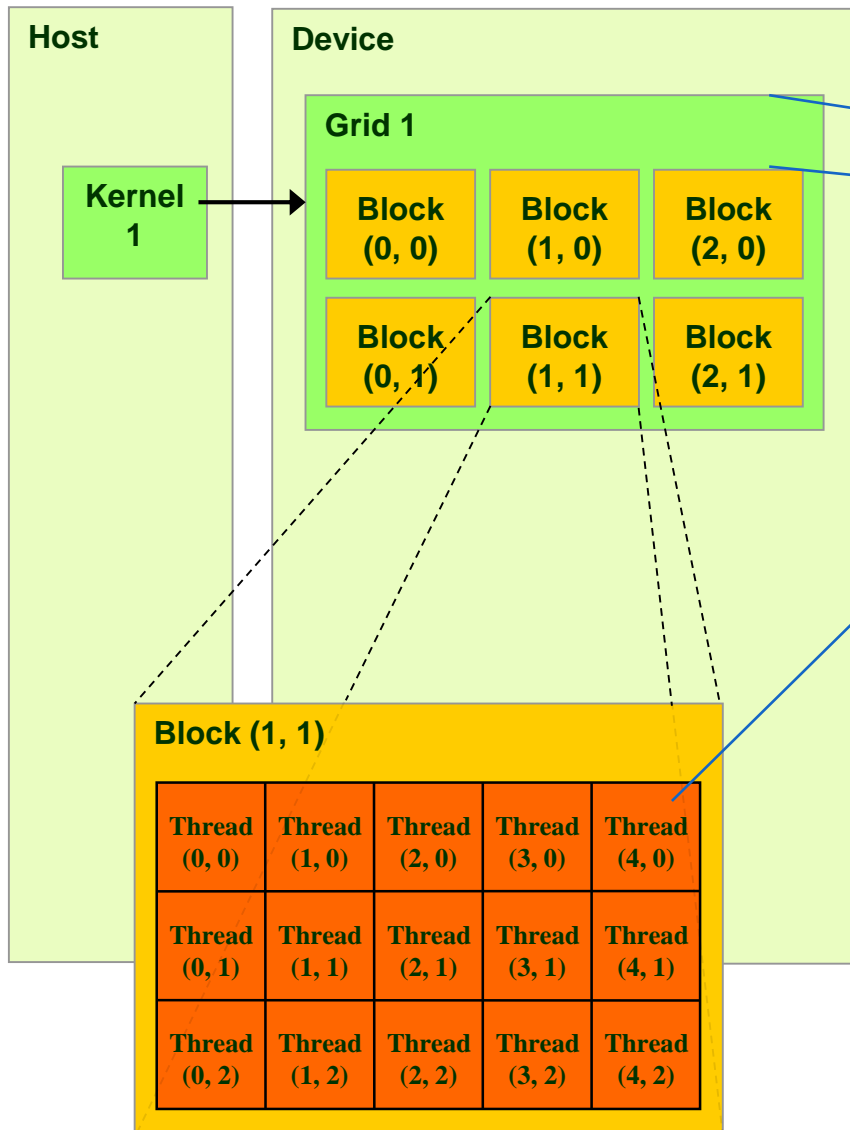 Host
Device
Grid 1
Kernel
1
Block
(0, 0)
Block
(1, 0)
Block
(2, 0)
Block
(0, 1)
Block
(1, 1)
Block
(2, 1)
Block (1, 1)
Thread
(0, 0)
Thread
(1, 0)
Thread
(2, 0)
Thread
(3, 0)
Thread
(4, 0)
Thread
(0, 1)
Thread
(1, 1)
Thread
(2, 1)
Thread
(3, 1)
Thread
(4, 1)
Thread
(0, 2)
Thread
(1, 2)
Thread
(2, 2)
Thread
(3, 2)
Thread
(4, 2)